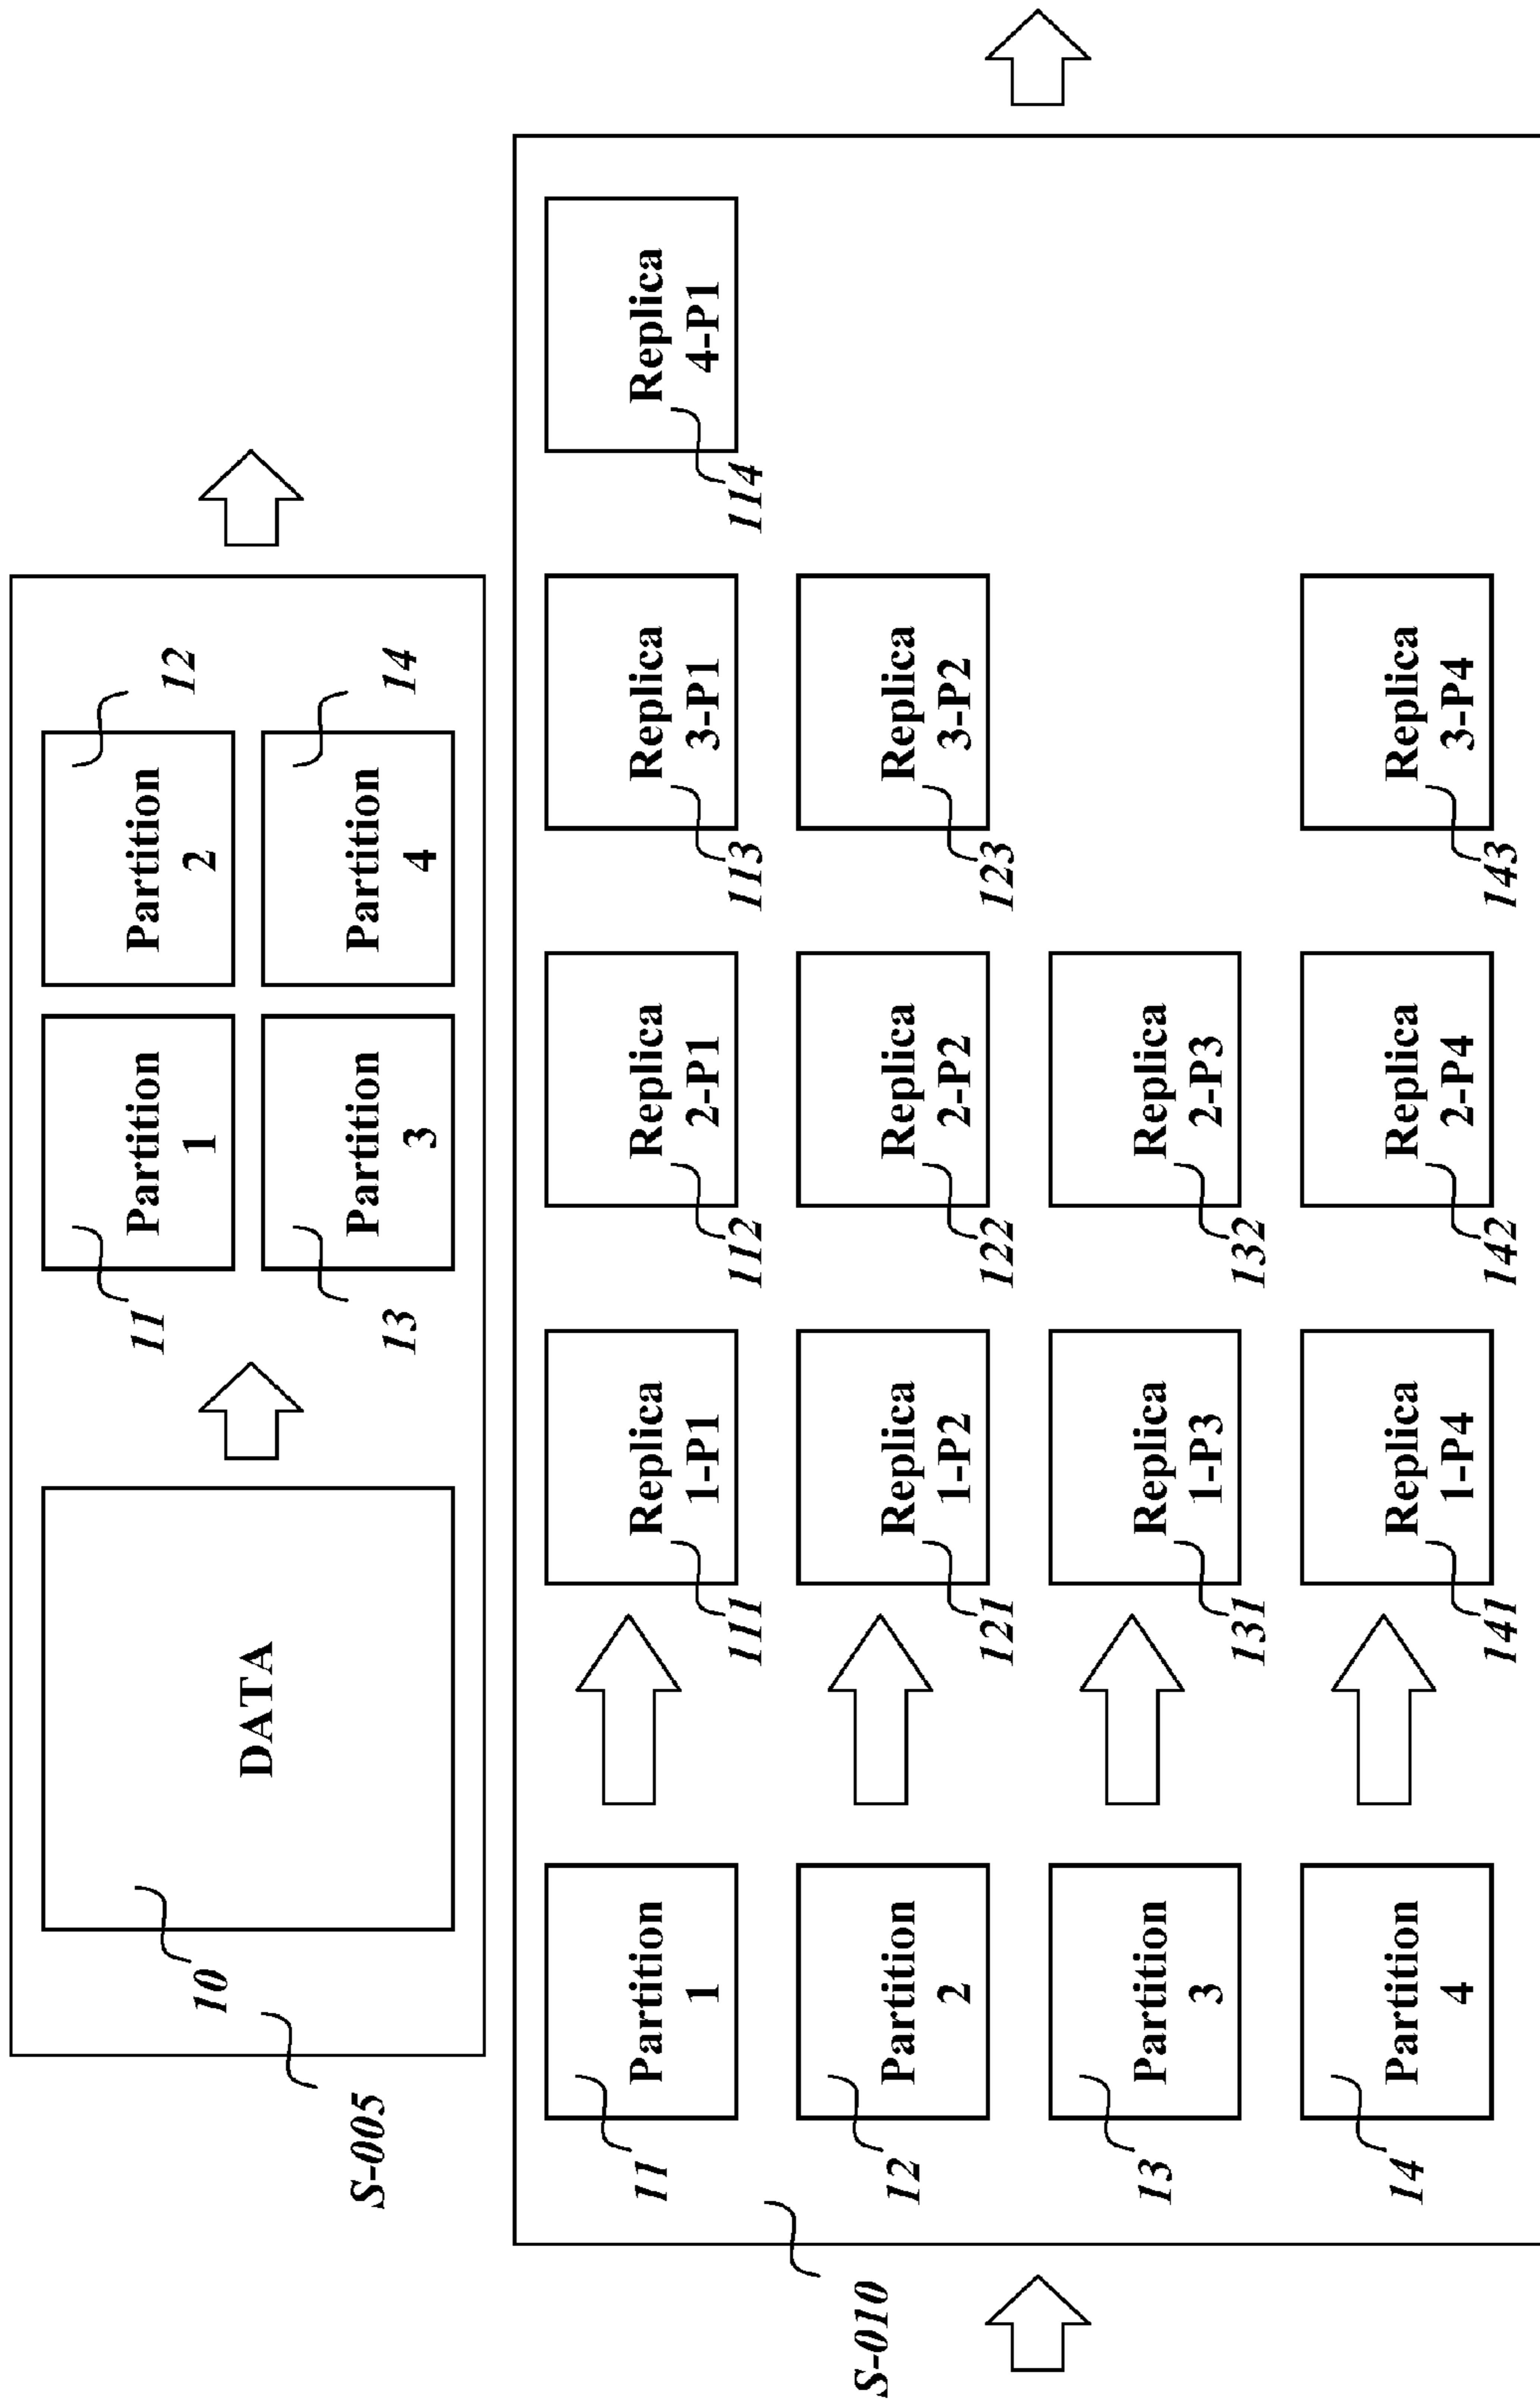 S-005
10
DATA
11
Partition
1
12
Partition
2
13
Partition
3
14
Partition
4
S-010
11
Partition
1
111
Replica
1-P1
112
Replica
2-P1
113
Replica
3-P1
114
Replica
4-P1
12
Partition
2
121
Replica
1-P2
122
Replica
2-P2
123
Replica
3-P2
13
Partition
3
131
Replica
1-P3
132
Replica
2-P3
14
Partition
4
141
Replica
1-P4
142
Replica
2-P4
143
Replica
3-P4